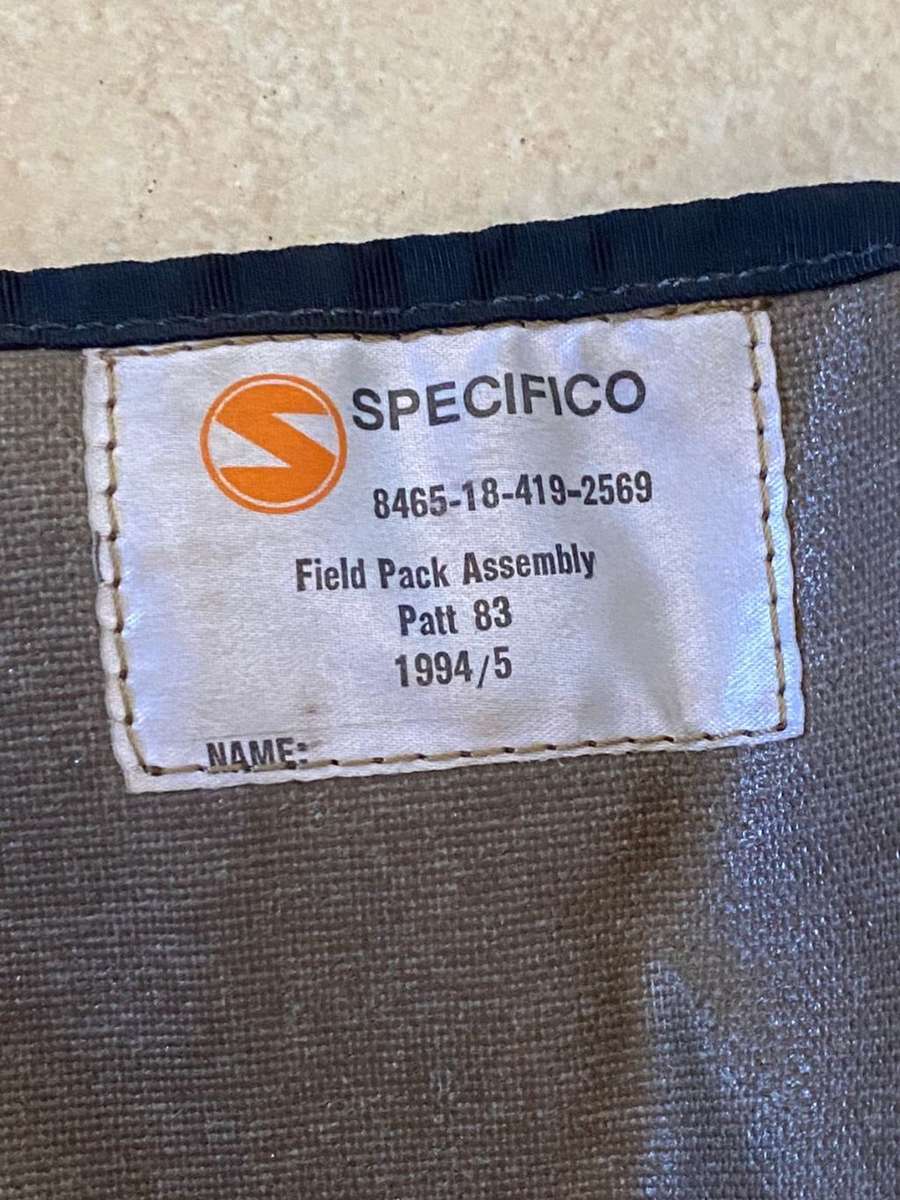 SPECIFICO
8465-18-419-2569
Field Pack Assembly
Patt 83
1994/5
NAME: